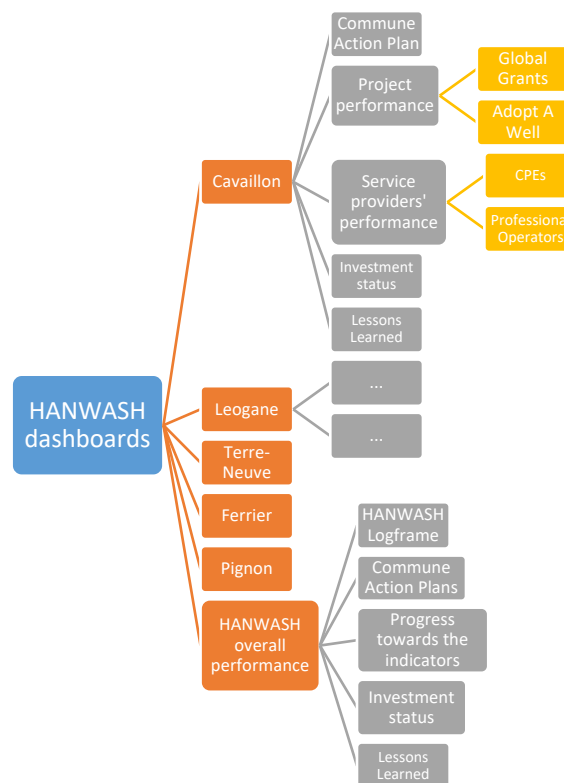 Commune
Action Plan
Project
performance
Global
Grants
Adopt A
Well
Cavaillon
Service
providers'
performance
CPEs
Professional
Operators
Investment
status
Lessons
Learned
HANWASH
dashboards
Leogane
...
...
Terre-
Neuve
Ferrier
Pignon
HANWASH
overall
performance
HANWASH
Logframe
Commune
Action Plans
Progress
towards the
indicators
Investment
status
Lessons
Learned